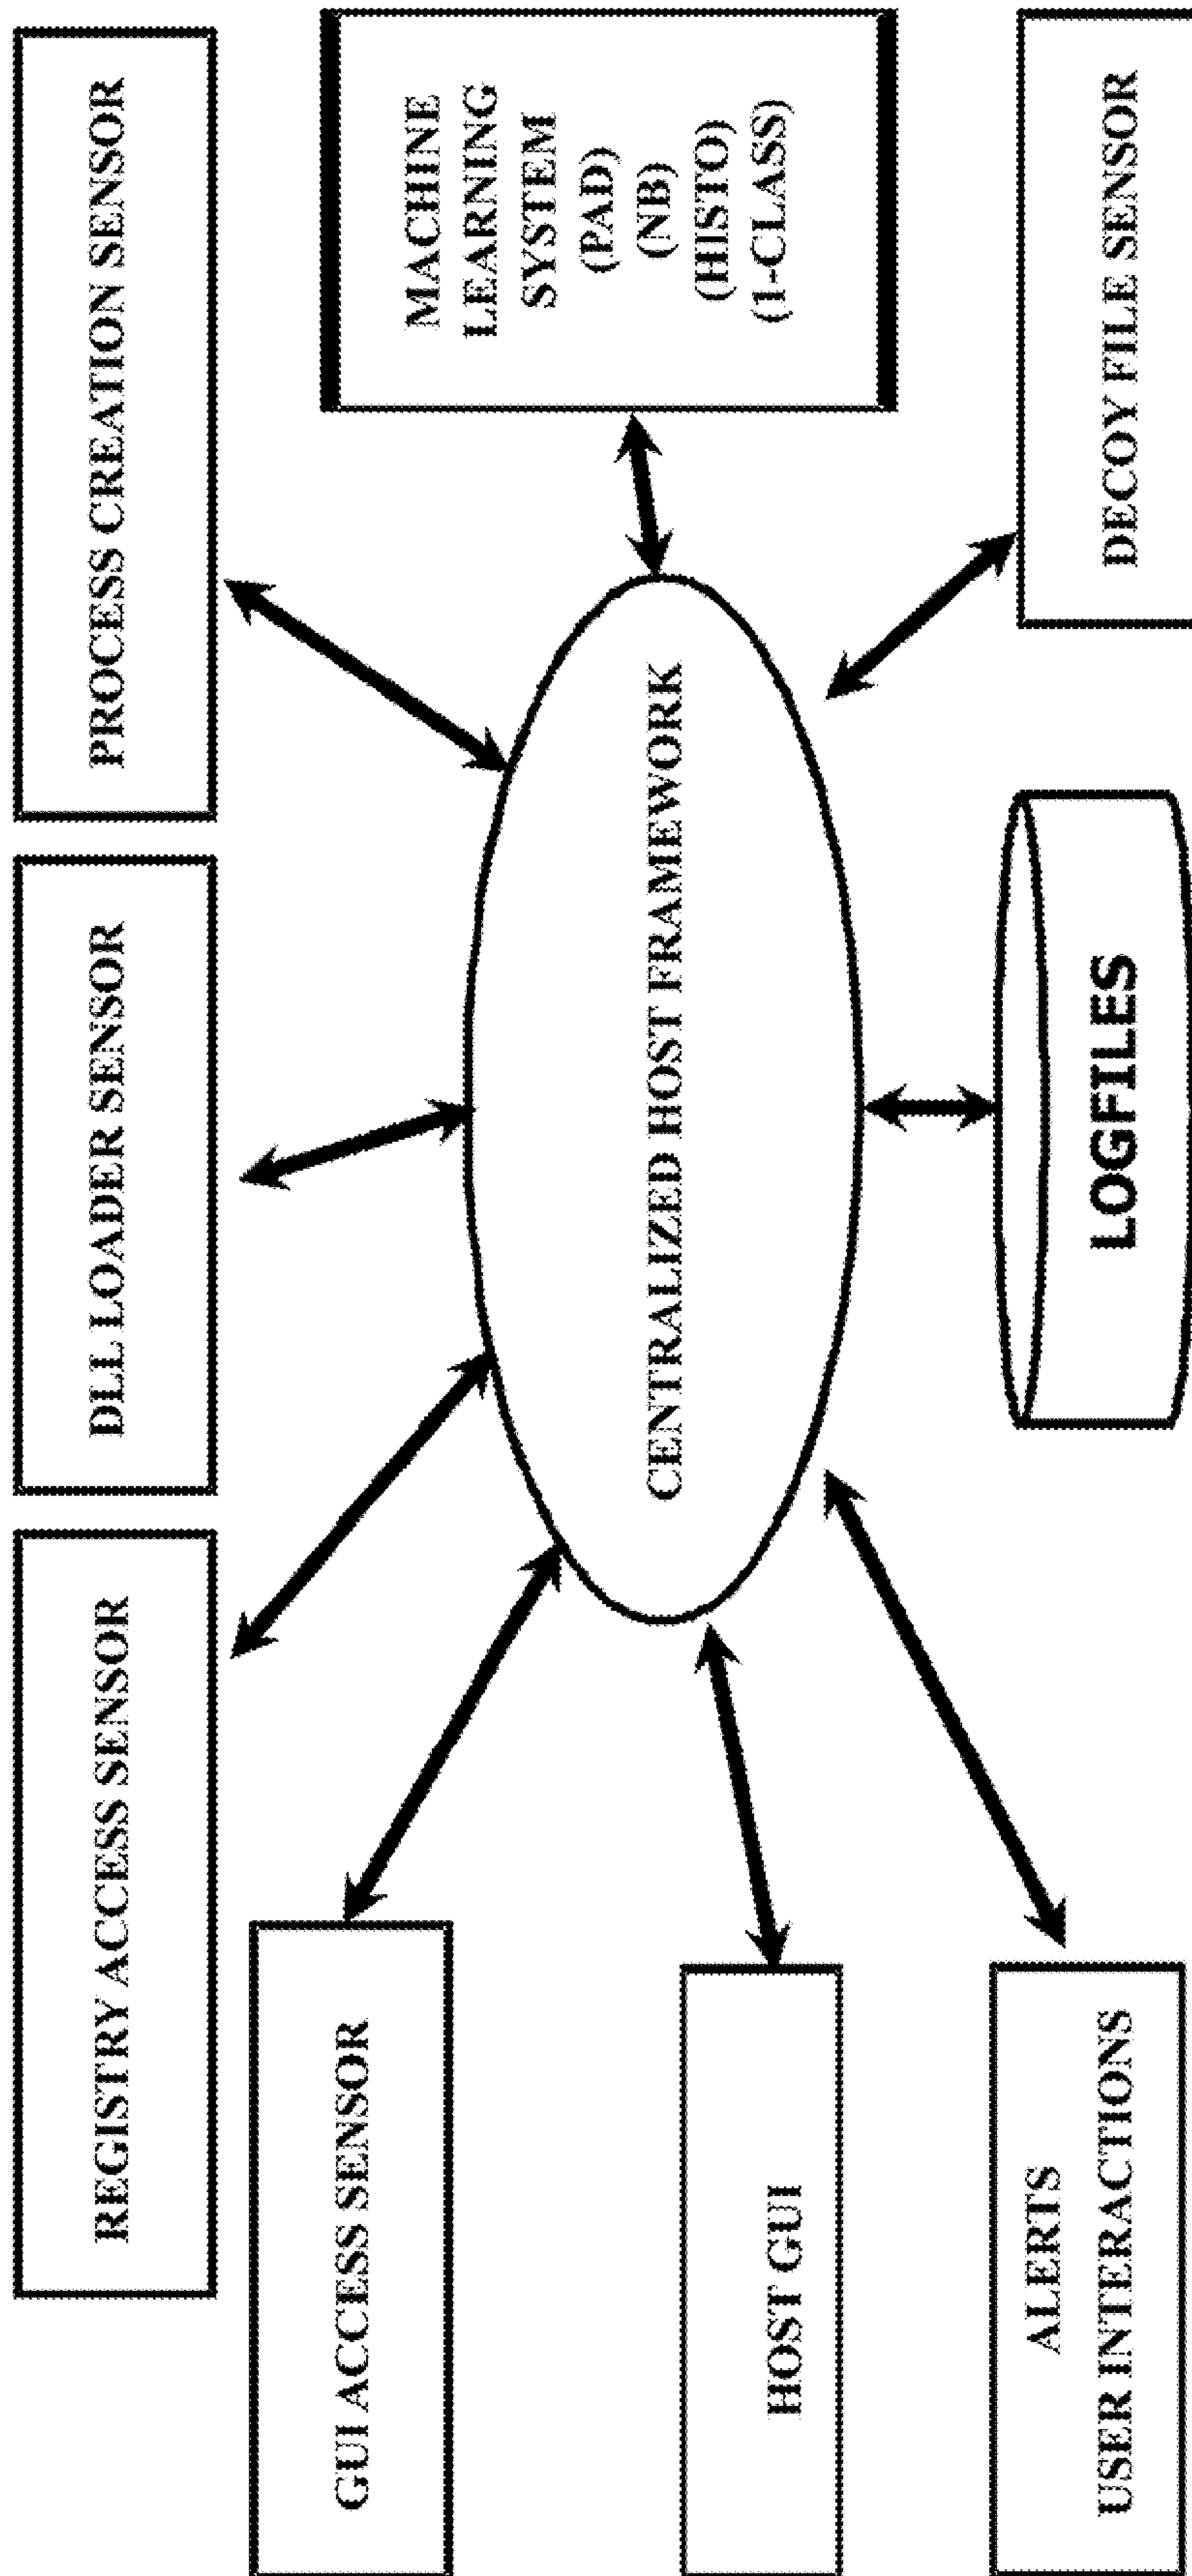 REGISTRY ACCESS SENSOR
DLL LOADER SENSOR
PROCESS CREATION SENSOR
GUI ACCESS SENSOR
MACHINE
LEARNING
SYSTEM
(PAD)
(NB)
(HISTO)
(1-CLASS)
CENTRALIZED HOST FRAMEWORK
HOST GUI
ALERTS
USER INTERACTIONS
LOGFILES
DECOY FILE SENSOR